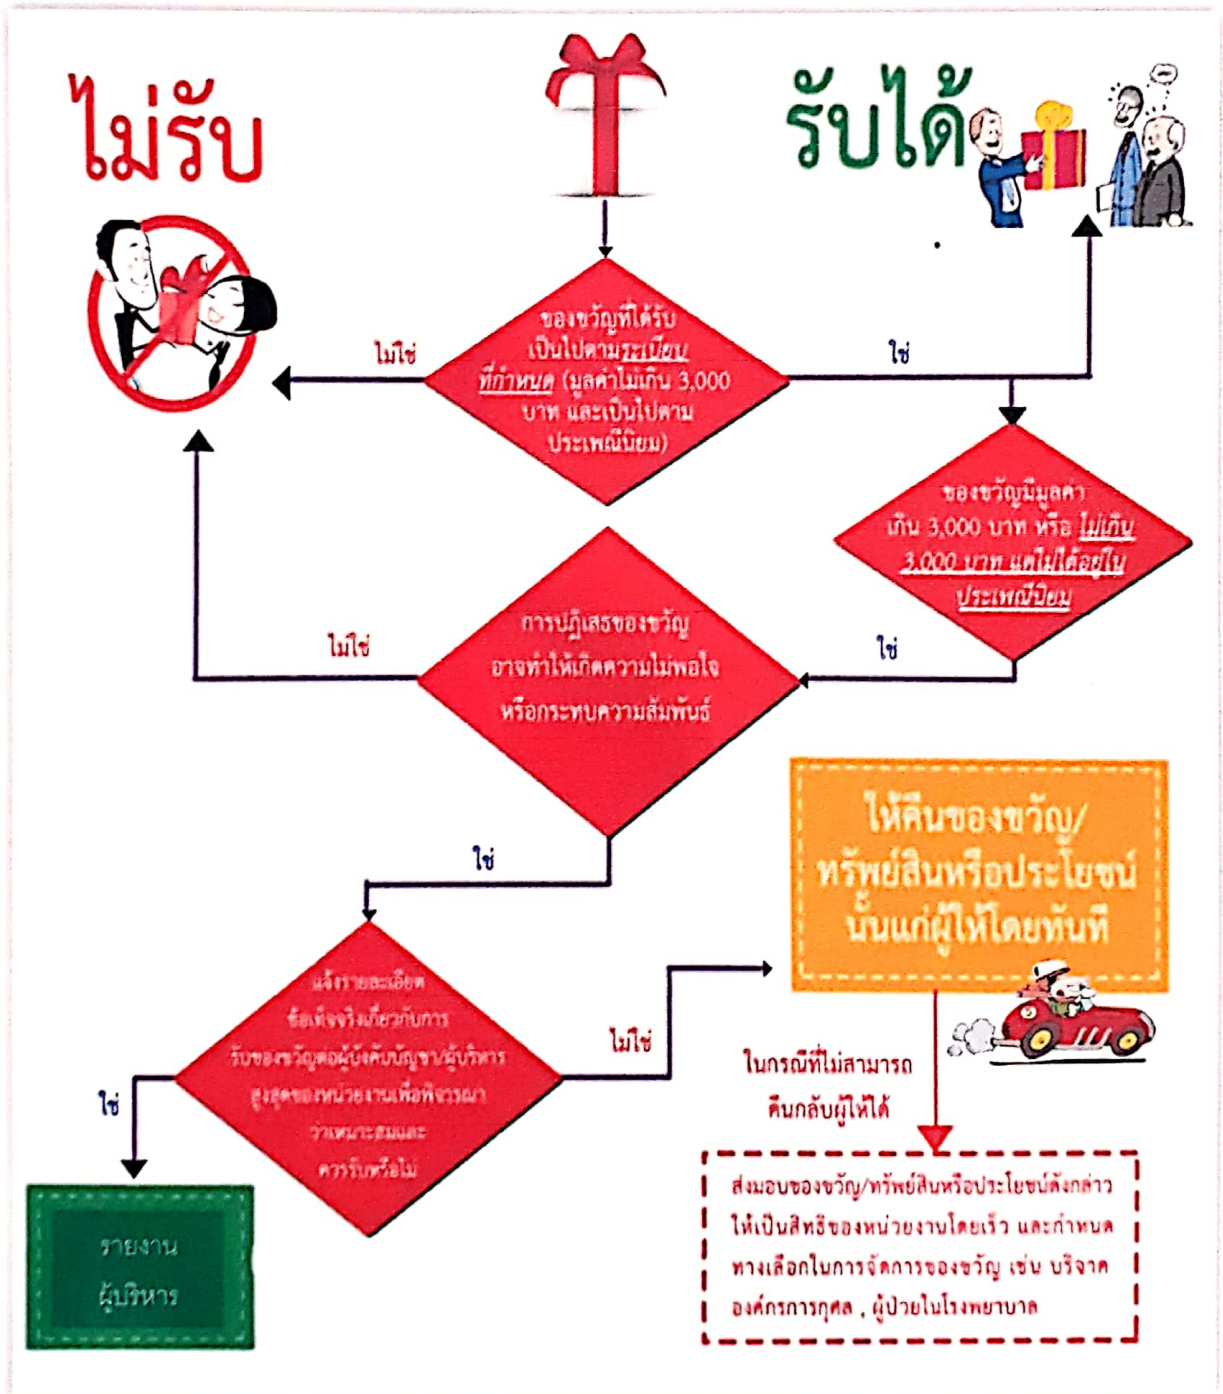 ไม่รับ
รับได้
ของขวัญที่ได้รับ
เป็นไปตามระเบียบ
ที่กำหนด (มูลค่าไม่เกิน 3,000
บาท และเป็นไปตาม
ประเพณีนิยม)
ไม่ใช่
ใช่
ของขวัญมีมูลค่า
เกิน 3,000 บาท หรือ ไม่เกิน
3,000 บาท แต่ไม่ได้อยู่ใน
ประเพณีนิยม
ใช่
การปฏิเสธของขวัญ
อาจทำให้เกิดความไม่พอใจ
หรือกระทบความสัมพันธ์
ไม่ใช่
ใช่
แจ้งรายละเอียด
ข้อเท็จจริงเกี่ยวกับการ
รับของขวัญต่อผู้บังคับบัญชา/ผู้บริหาร
สูงสุดของหน่วยงานเพื่อพิจารณา
ว่าเหมาะสมและ
ควรรับหรือไม่
ใช่
ไม่ใช่
รายงาน
ผู้บริหาร
ให้คืนของขวัญ/
ทรัพย์สินหรือประโยชน์
นั้นแก่ผู้ให้โดยทันที
ในกรณีที่ไม่สามารถ
คืนกลับผู้ให้ได้
ส่งมอบของขวัญ/ทรัพย์สินหรือประโยชน์ดังกล่าว
ให้เป็นสิทธิของหน่วยงานโดยเร็ว และกำหนด
ทางเลือกในการจัดการของขวัญ เช่น บริจาค
องค์กรการกุศล , ผู้ป่วยในโรงพยาบาล